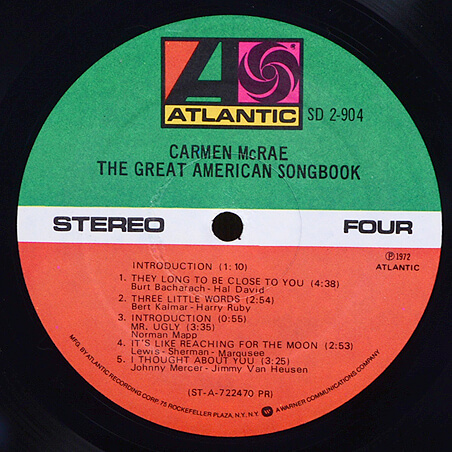 ATLANTIC
SD 2-904
CARMEN McRAE
THE GREAT AMERICAN SONGBOOK
STEREO
FOUR
INTRODUCTION (1:10)
1. THEY LONG TO BE CLOSE TO YOU (4:38)
Burt Bacharach - Hal David
2. THREE LITTLE WORDS (2:54)
Bert Kalmar - Harry Ruby
3. INTRODUCTION (0:55)
MR. UGLY (3:35)
Norman Mapp
4. IT'S LIKE REACHING FOR THE MOON (2:53)
Lewis - Sherman - Marqusee
5. I THOUGHT ABOUT YOU (3:25)
Johnny Mercer - Jimmy Van Heusen
℗ 1972
ATLANTIC
(ST-A-722470 PR)
MFG. BY ATLANTIC RECORDING CORP. 75 ROCKEFELLER PLAZA, N.Y., N.Y. W A WARNER COMMUNICATIONS COMPANY